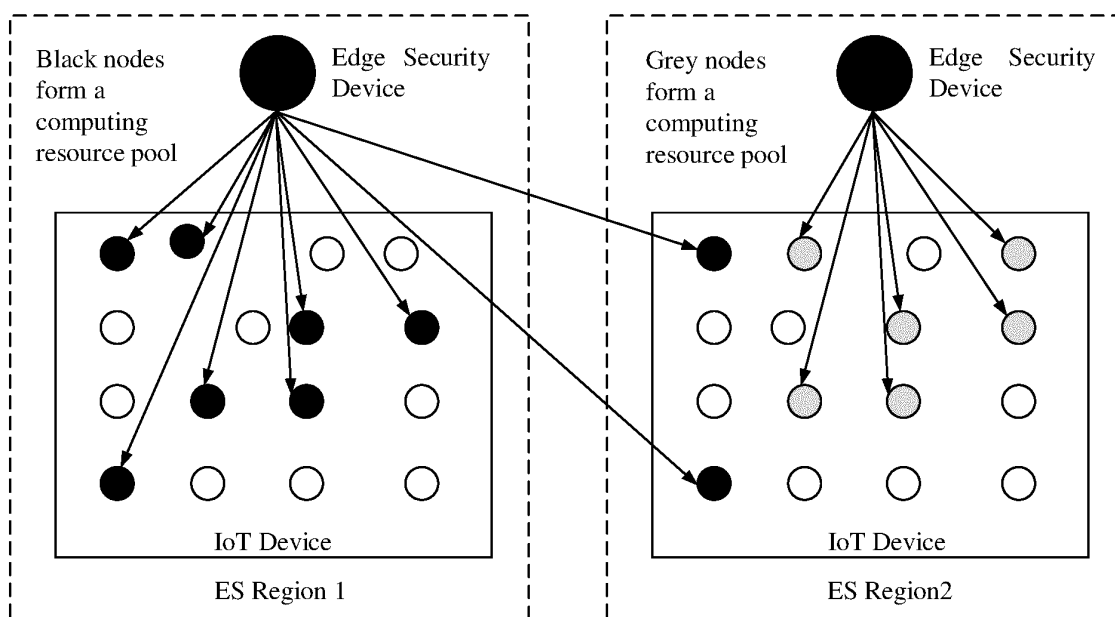 Black nodes
form a
computing
resource pool
Edge Security
Device
Grey nodes
form a
computing
resource pool
Edge Security
Device
IoT Device
ES Region 1
IoT Device
ES Region2